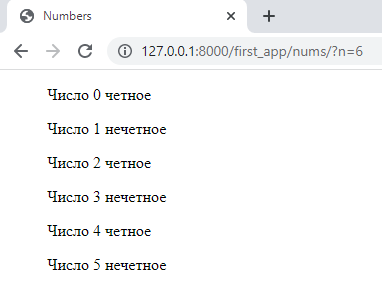 Numbers
127.0.0.1:8000/first_app/nums/?n=6
Число 0 четное
Число 1 нечетное
Число 2 четное
Число 3 нечетное
Число 4 четное
Число 5 нечетное